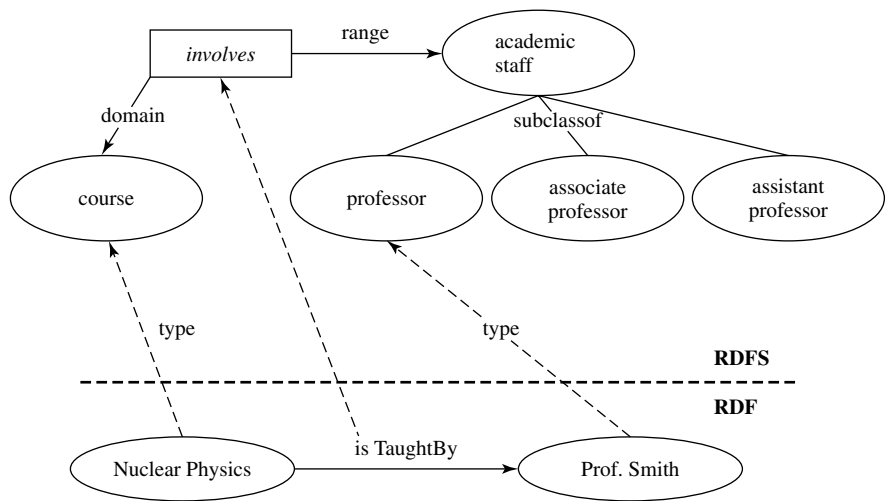 range
involves
academic
staff
domain
subclassof
course
professor
associate
professor
assistant
professor
type
type
RDFS
RDF
is TaughtBy
Nuclear Physics
Prof. Smith